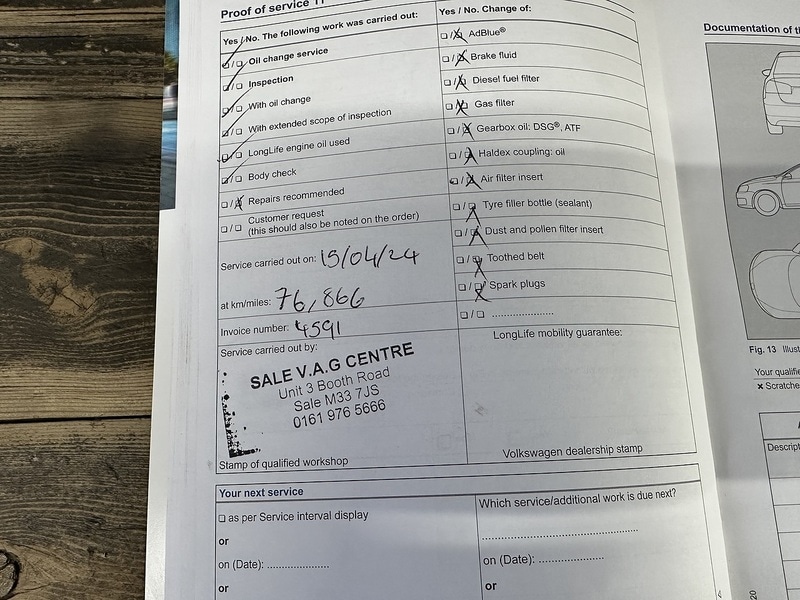 Proof of service
Yes / No. The following work was carried out:
❏/❏ Oil change service
❏/❏ Inspection
❏/❏ With oil change
❏/❏ With extended scope of inspection
❏/❏ LongLife engine oil used
❏/❏ Body check
❏/❏ Repairs recommended
❏/❏ Customer request
(this should also be noted on the order)
Service carried out on: 15/04/24
at km/miles: 76,866
Invoice number: 4591
Service carried out by:
SALE V.A.G CENTRE
Unit 3 Booth Road
Sale M33 7JS
0161 976 5666
Stamp of qualified workshop
Yes / No. Change of:
❏/❏ AdBlue®
❏/❏ Brake fluid
❏/❏ Diesel fuel filter
❏/❏ Gas filter
❏/❏ Gearbox oil: DSG®, ATF
❏/❏ Haldex coupling: oil
❏/❏ Air filter insert
❏/❏ Tyre filler bottle (sealant)
❏/❏ Dust and pollen filter insert
❏/❏ Toothed belt
❏/❏ Spark plugs
❏/❏ .....................
LongLife mobility guarantee:
Volkswagen dealership stamp
Your next service
❏ as per Service interval display
or
on (Date): .....................
or
Which service/additional work is due next?
.....................................................
on (Date): .....................
or
Documentation of
Fig. 13
Your
20